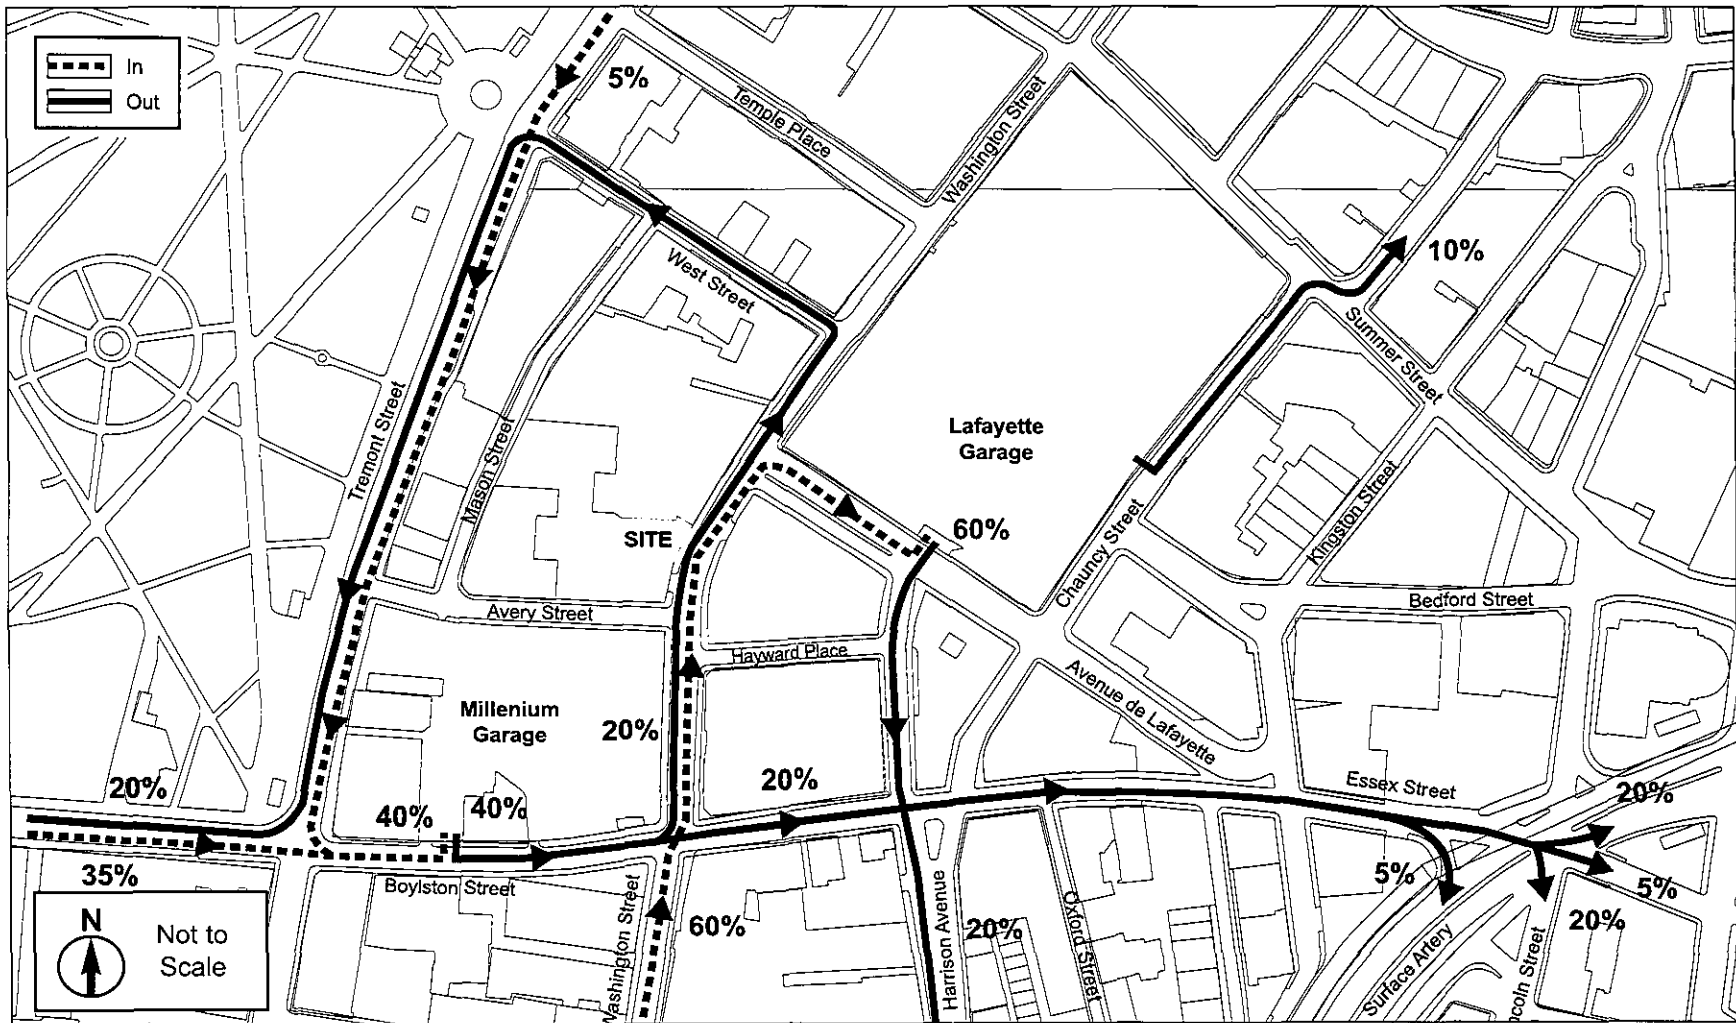 In
Out
5%
Temple Place
Washington Street
10%
West Street
Summer Street
Tremont Street
Mason Street
Lafayette
Garage
SITE
60%
Chauncy Street
Kingston Street
Avery Street
Bedford Street
Hayward Place
Avenue de Lafayette
Millenium
Garage
20%
20%
20%
Essex Street
20%
40%
40%
35%
Boylston Street
5%
5%
Washington Street
60%
Harrison Avenue
20%
Oxford Street
20%
Surface Artery
ncoln Street
N
Not to
Scale